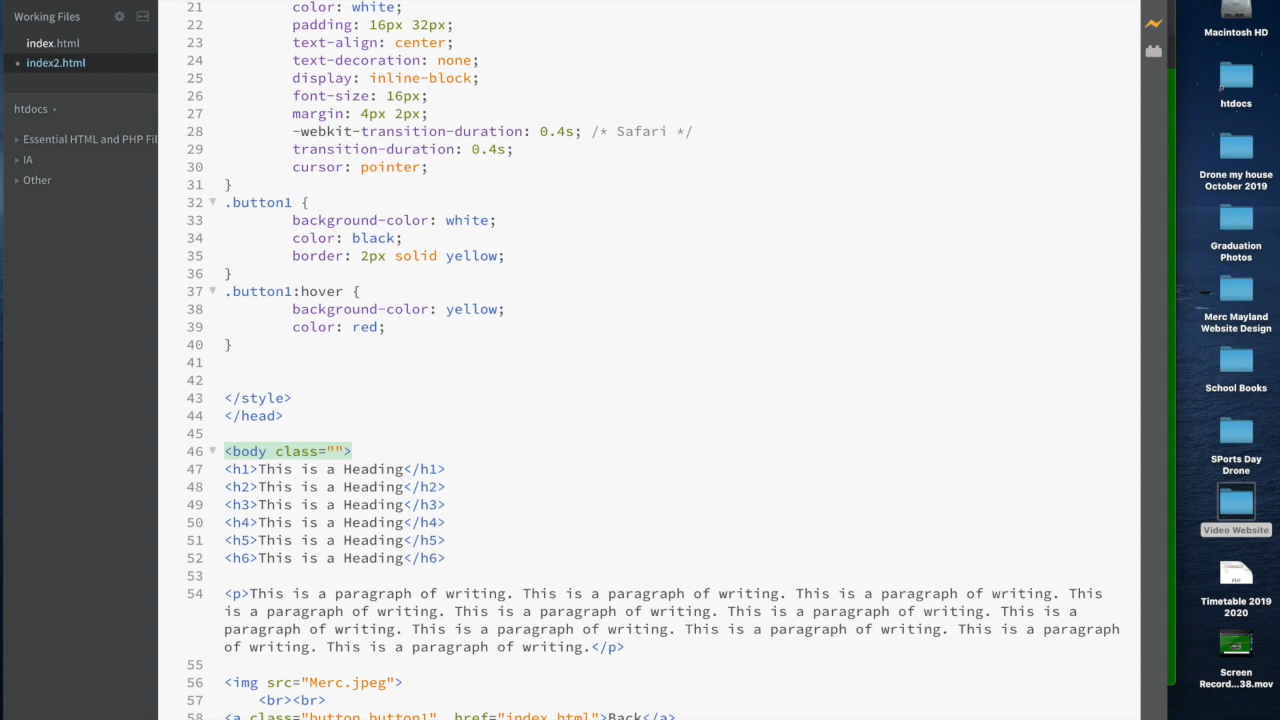 Working Files
index.html
index2.html
htdocs
Essential HTML and PHP Fil
IA
Other
21 color: white;
22 padding: 16px 32px;
23 text-align: center;
24 text-decoration: none;
25 display: inline-block;
26 font-size: 16px;
27 margin: 4px 2px;
28 -webkit-transition-duration: 0.4s; /* Safari */
29 transition-duration: 0.4s;
30 cursor: pointer;
31 }
32 .button1 {
33 background-color: white;
34 color: black;
35 border: 2px solid yellow;
36 }
37 .button1:hover {
38 background-color: yellow;
39 color: red;
40 }
41
42
43 </style>
44 </head>
45
46 <body class="">
47 <h1>This is a Heading</h1>
48 <h2>This is a Heading</h2>
49 <h3>This is a Heading</h3>
50 <h4>This is a Heading</h4>
51 <h5>This is a Heading</h5>
52 <h6>This is a Heading</h6>
53
54 <p>This is a paragraph of writing. This is a paragraph of writing. This is a paragraph of writing. This
is a paragraph of writing. This is a paragraph of writing. This is a paragraph of writing. This is a
paragraph of writing. This is a paragraph of writing. This is a paragraph of writing. This is a paragraph
of writing. This is a paragraph of writing.</p>
55
56 <img src="Merc.jpeg">
57 <br><br>
58 <a class="button button1" href="index.html">Back</a>
Macintosh HD
htdocs
Drone my house
October 2019
Graduation
Photos
Merc Mayland
Website Design
School Books
SPorts Day
Drone
Video Website
PDF
Timetable 2019
2020
Screen
Record...38.mov